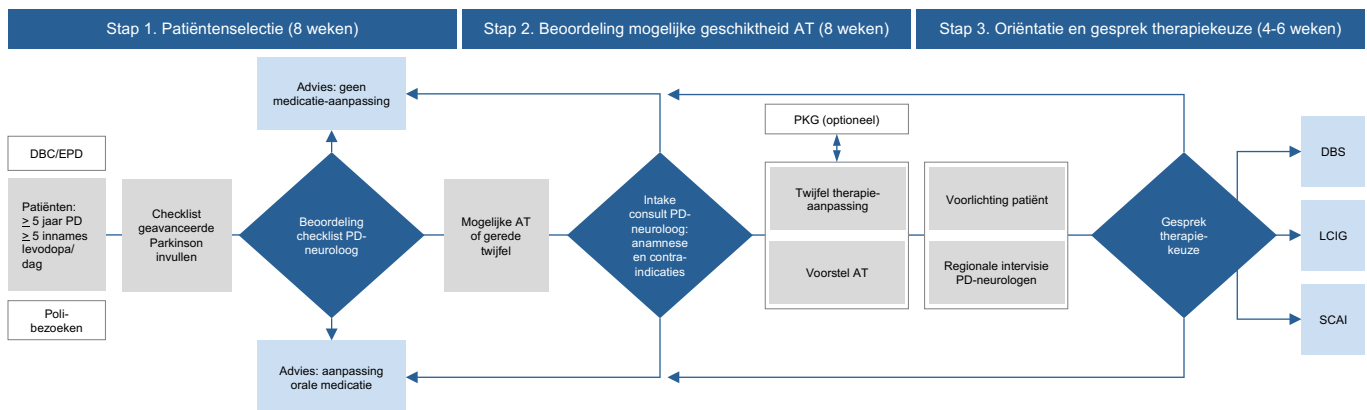 Stap 1. Patiëntenselectie (8 weken)
Stap 2. Beoordeling mogelijke geschiktheid AT (8 weken)
Stap 3. Oriëntatie en gesprek therapiekeuze (4-6 weken)
DBC/EPD
Patiënten:
> 5 jaar PD
> 5 innames
levodopa/
dag
Poli-
bezoeken
Checklist
geavanceerde
Parkinson
invullen
Advies: geen
medicatie-aanpassing
Beoordeling
checklist PD-
neuroloog
Advies: aanpassing
orale medicatie
Mogelijke AT
of gerede
twijfel
Intake
consult PD-
neuroloog:
anamnese
en contra-
indicaties
PKG (optioneel)
Twijfel therapie-
aanpassing
Voorstel AT
Voorlichting patiënt
Regionale intervisie
PD-neurologen
Gesprek
therapie-
keuze
DBS
LCIG
SCAI